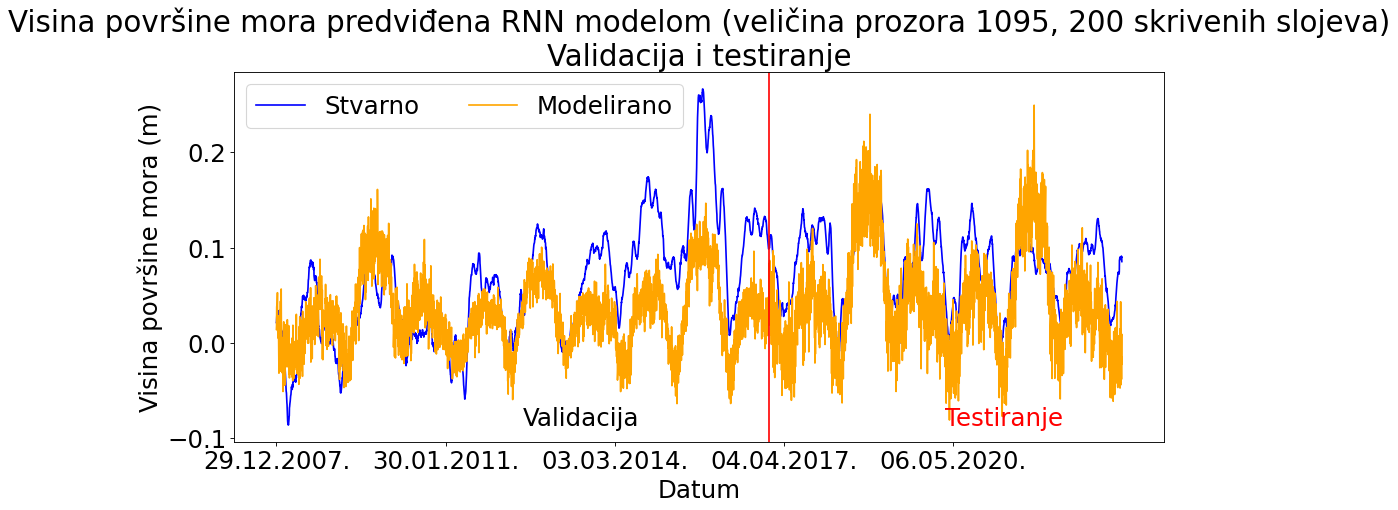 Visina površine mora predviđena RNN modelom (veličina prozora 1095, 200 skrivenih slojeva)
Validacija i testiranje
Stvarno
Modelirano
Visina površine mora (m)
0.2
0.1
0.0
−0.1
Validacija
Testiranje
29.12.2007.
30.01.2011.
03.03.2014.
04.04.2017.
06.05.2020.
Datum